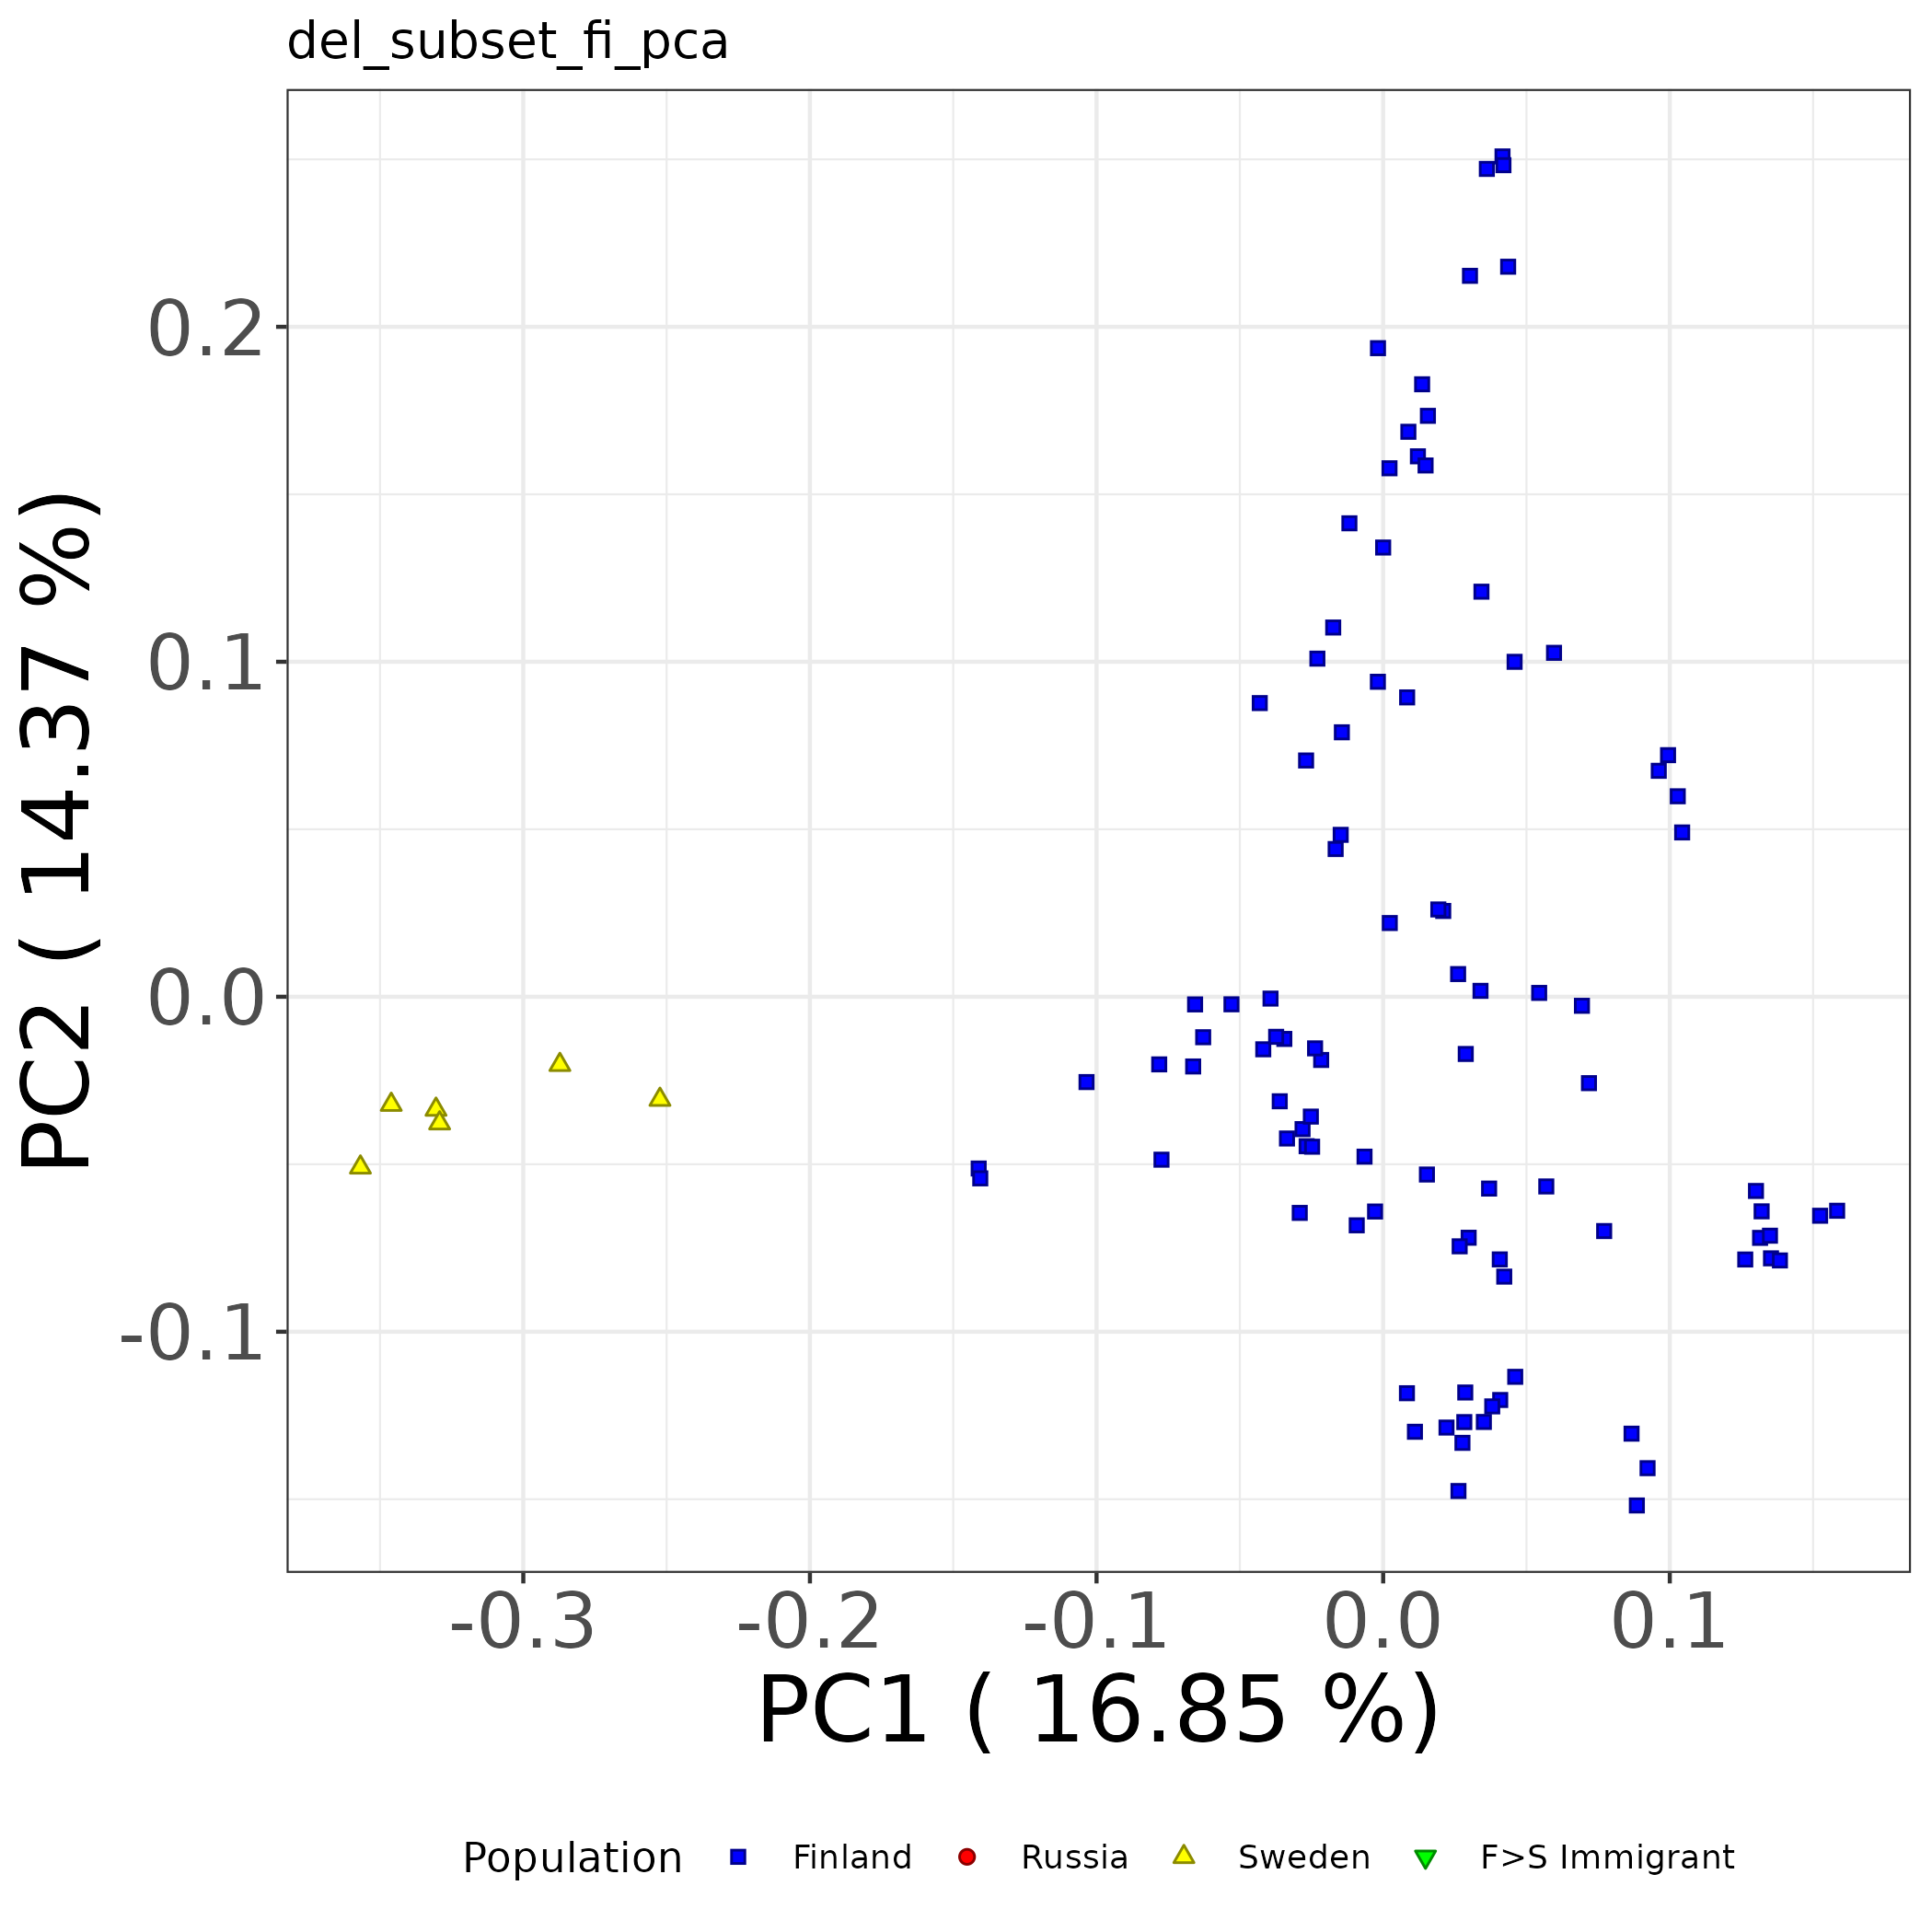 del_subset_fi_pca
PC2 ( 14.37 %)
0.2
0.1
0.0
-0.1
-0.3 -0.2 -0.1 0.0 0.1
PC1 ( 16.85 %)
Population Finland Russia Sweden F>S Immigrant